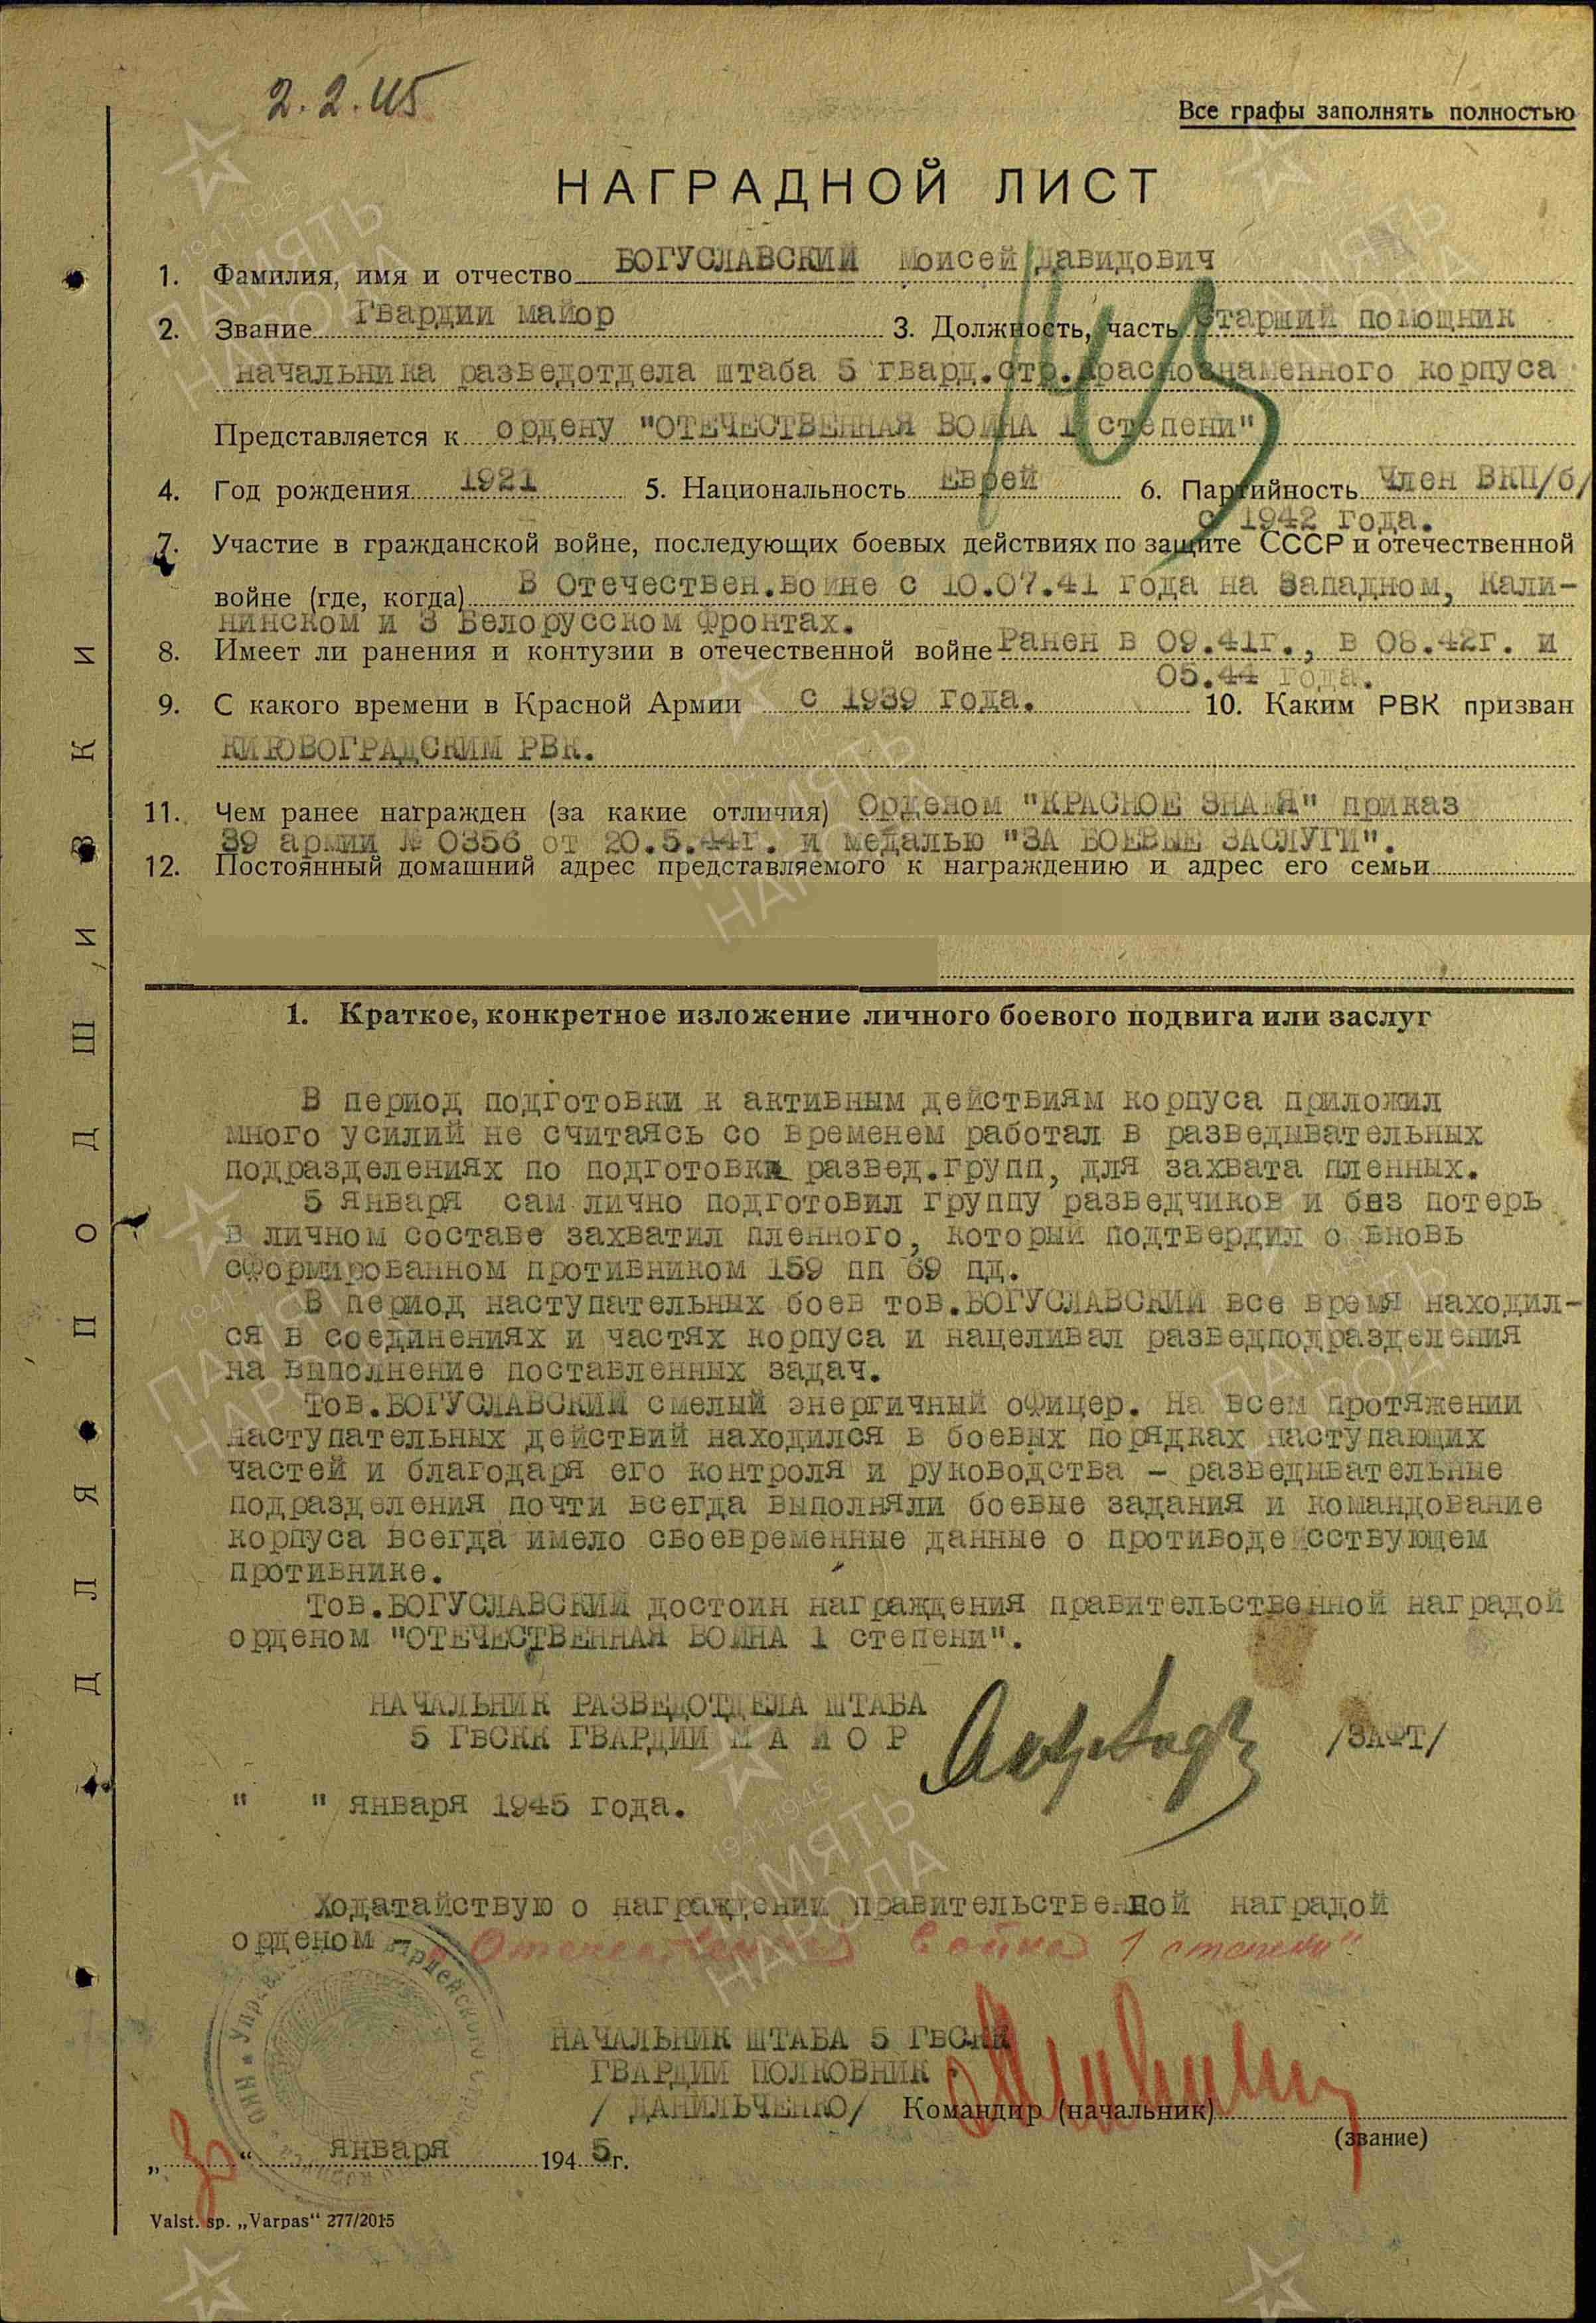 2.2.45
Все графы заполнять полностью
НАГРАДНОЙ ЛИСТ
1. Фамилия, имя и отчество БОГУСЛАВСКИЙ Моисей Давидович
2. Звание Гвардии майор 3. Должность, часть Старший помощник
начальника разведотдела штаба 5 гвард.стр.Краснознаменного корпуса
Представляется к ордену "ОТЕЧЕСТВЕННАЯ ВОЙНА 1 степени"
4. Год рождения 1921 5. Национальность Еврей 6. Партийность Член ВКП/б/
с 1942 года.
7. Участие в гражданской войне, последующих боевых действиях по защите СССР и отечественной
войне (где, когда) В Отечествен.войне с 10.07.41 года на Западном, Кали-
нинском и 3 Белорусском фронтах.
8. Имеет ли ранения и контузии в отечественной войне Ранен в 09.41г., в 08.42г. и
05.44 года.
9. С какого времени в Красной Армии с 1939 года. 10. Каким РВК призван
КИРОВОГРАДСКИМ РВК.
11. Чем ранее награжден (за какие отличия) Орденом "КРАСНОЕ ЗНАМЯ" приказ
39 армии № 0356 от 20.5.44г. и медалью "ЗА БОЕВЫЕ ЗАСЛУГИ".
12. Постоянный домашний адрес представляемого к награждению и адрес его семьи
1. Краткое, конкретное изложение личного боевого подвига или заслуг
В период подготовки к активным действиям корпуса приложил
много усилий не считаясь со временем работал в разведывательных
подразделениях по подготовки развед.групп, для захвата пленных.
5 января сам лично подготовил группу разведчиков и без потерь
в личном составе захватил пленного, который подтвердил о вновь
сформированном противником 159 пп 69 пд.
В период наступательных боев тов.БОГУСЛАВСКИЙ все время находил-
ся в соединениях и частях корпуса и нацеливал разведподразделения
на выполнение поставленных задач.
Тов.БОГУСЛАВСКИЙ смелый энергичный офицер. На всем протяжении
наступательных действий находился в боевых порядках наступающих
частей и благодаря его контроля и руководства - разведывательные
подразделения почти всегда выполняли боевые задания и командование
корпуса всегда имело своевременные данные о противодействующем
противнике.
Тов.БОГУСЛАВСКИЙ достоин награждения правительственной наградой
орденом "ОТЕЧЕСТВЕННАЯ ВОЙНА 1 степени".
НАЧАЛЬНИК РАЗВЕДОТДЕЛА ШТАБА
5 ГвСКК ГВАРДИИ М А Й О Р /ЗАФТ/
" " января 1945 года.
Ходатайствую о награждении правительственной наградой
орденом - "Отечественная война 1 степени"
НАЧАЛЬНИК ШТАБА 5 ГвСКК
ГВАРДИИ ПОЛКОВНИК
/ ДАНИЛЬЧЕНКО/ Командир (начальник)
(звание)
„ “ января 1945г.
Valst. sp. „Varpas“ 277/2015
ДЛЯ ПОДШИВКИ
ПАМЯТЬ НАРОДА
1941-1945